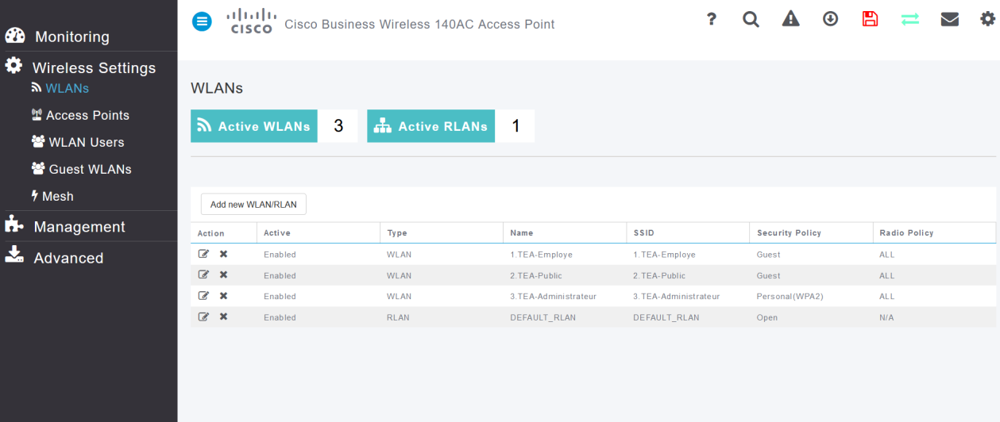 Monitoring
Wireless Settings
WLANs
Access Points
WLAN Users
Guest WLANs
Mesh
Management
Advanced
CISCO Cisco Business Wireless 140AC Access Point ?
WLANs
Active WLANs 3 Active RLANs 1
Add new WLAN/RLAN
Action Active Type Name SSID Security Policy Radio Policy
Enabled WLAN 1.TEA-Employe 1.TEA-Employe Guest ALL
Enabled WLAN 2.TEA-Public 2.TEA-Public Guest ALL
Enabled WLAN 3.TEA-Administrateur 3.TEA-Administrateur Personal(WPA2) ALL
Enabled RLAN DEFAULT_RLAN DEFAULT_RLAN Open N/A